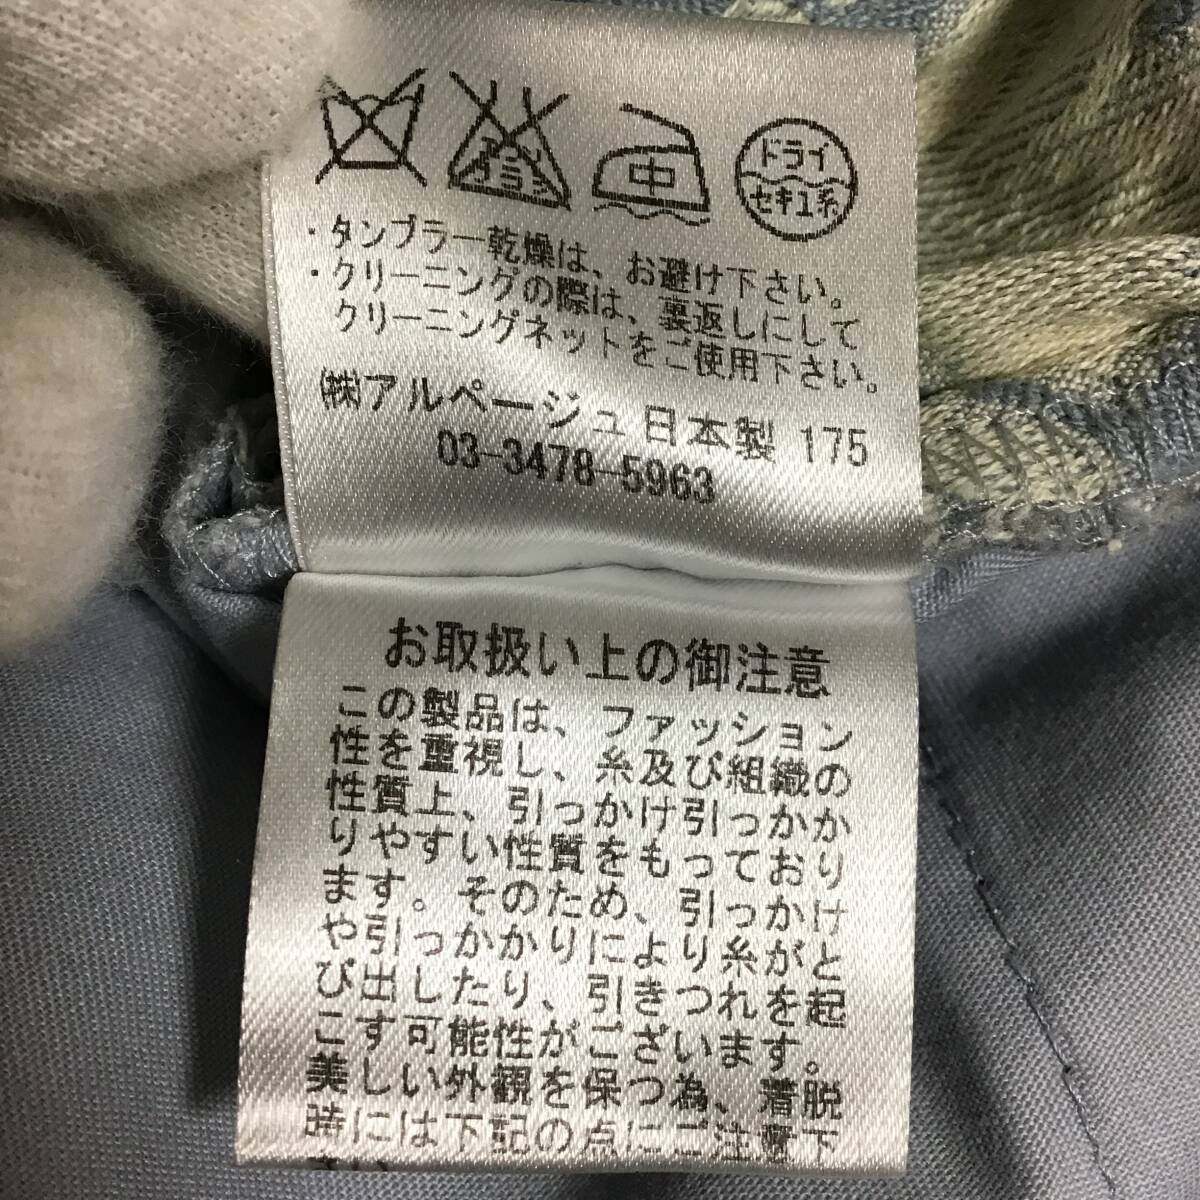 エンソ
サラシ
中
ドライ
セキユ系
・タンブラー乾燥は、お避け下さい。
・クリーニングの際は、裏返しにして
クリーニングネットをご使用下さい。
㈱アルページュ 日本製 175
03-3478-5963
お取扱い上の御注意
この製品は、ファッション
性を重視し、糸及び組織の
性質上、引っかけ引っかか
りやすい性質をもっており
ます。そのため、引っかけ
や引っかかりにより糸がと
び出したり、引きつれを起
こす可能性がございます。
美しい外観を保つ為、着脱
時には下記の点にご注意下